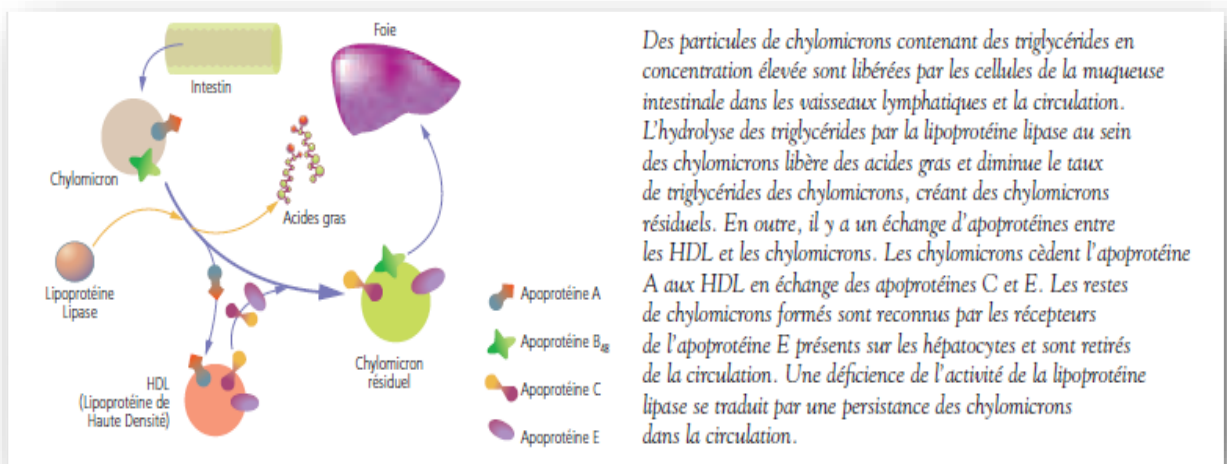 Foie
Intestin
Chylomicron
Acides gras
Lipoprotéine
Lipase
Apoprotéine A
Apoprotéine B48
Apoprotéine C
Apoprotéine E
Chylomicron
résiduel
HDL
(Lipoprotéine de
Haute Densité)
Des particules de chylomicrons contenant des triglycérides en
concentration élevée sont libérées par les cellules de la muqueuse
intestinale dans les vaisseaux lymphatiques et la circulation.
L'hydrolyse des triglycérides par la lipoprotéine lipase au sein
des chylomicrons libère des acides gras et diminue le taux
de triglycérides des chylomicrons, créant des chylomicrons
résiduels. En outre, il y a un échange d'apoprotéines entre
les HDL et les chylomicrons. Les chylomicrons cèdent l'apoprotéine
A aux HDL en échange des apoprotéines C et E. Les restes
de chylomicrons formés sont reconnus par les récepteurs
de l'apoprotéine E présents sur les hépatocytes et sont retirés
de la circulation. Une déficience de l'activité de la lipoprotéine
lipase se traduit par une persistance des chylomicrons
dans la circulation.